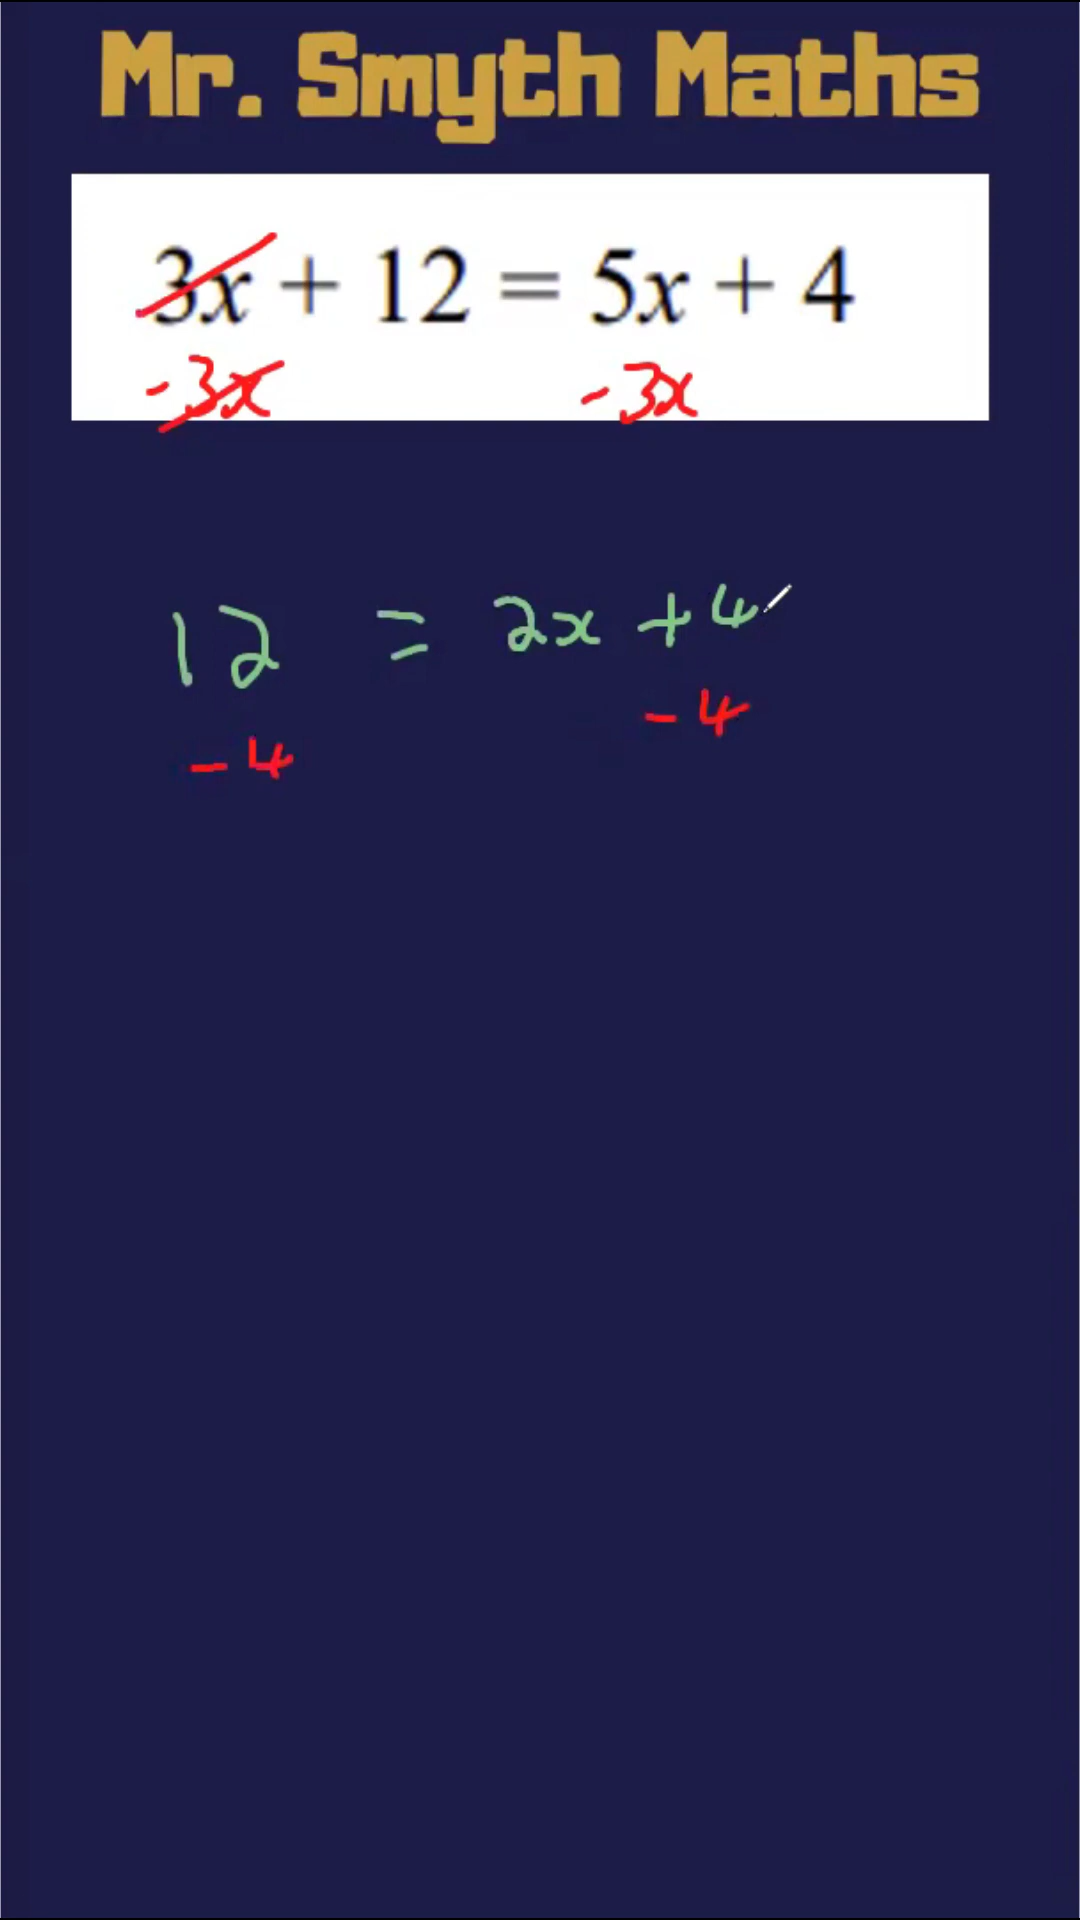 Mr. Smyth Maths
3x + 12 = 5x + 4
-3x -3x
12 = 2x + 4
-4 -4